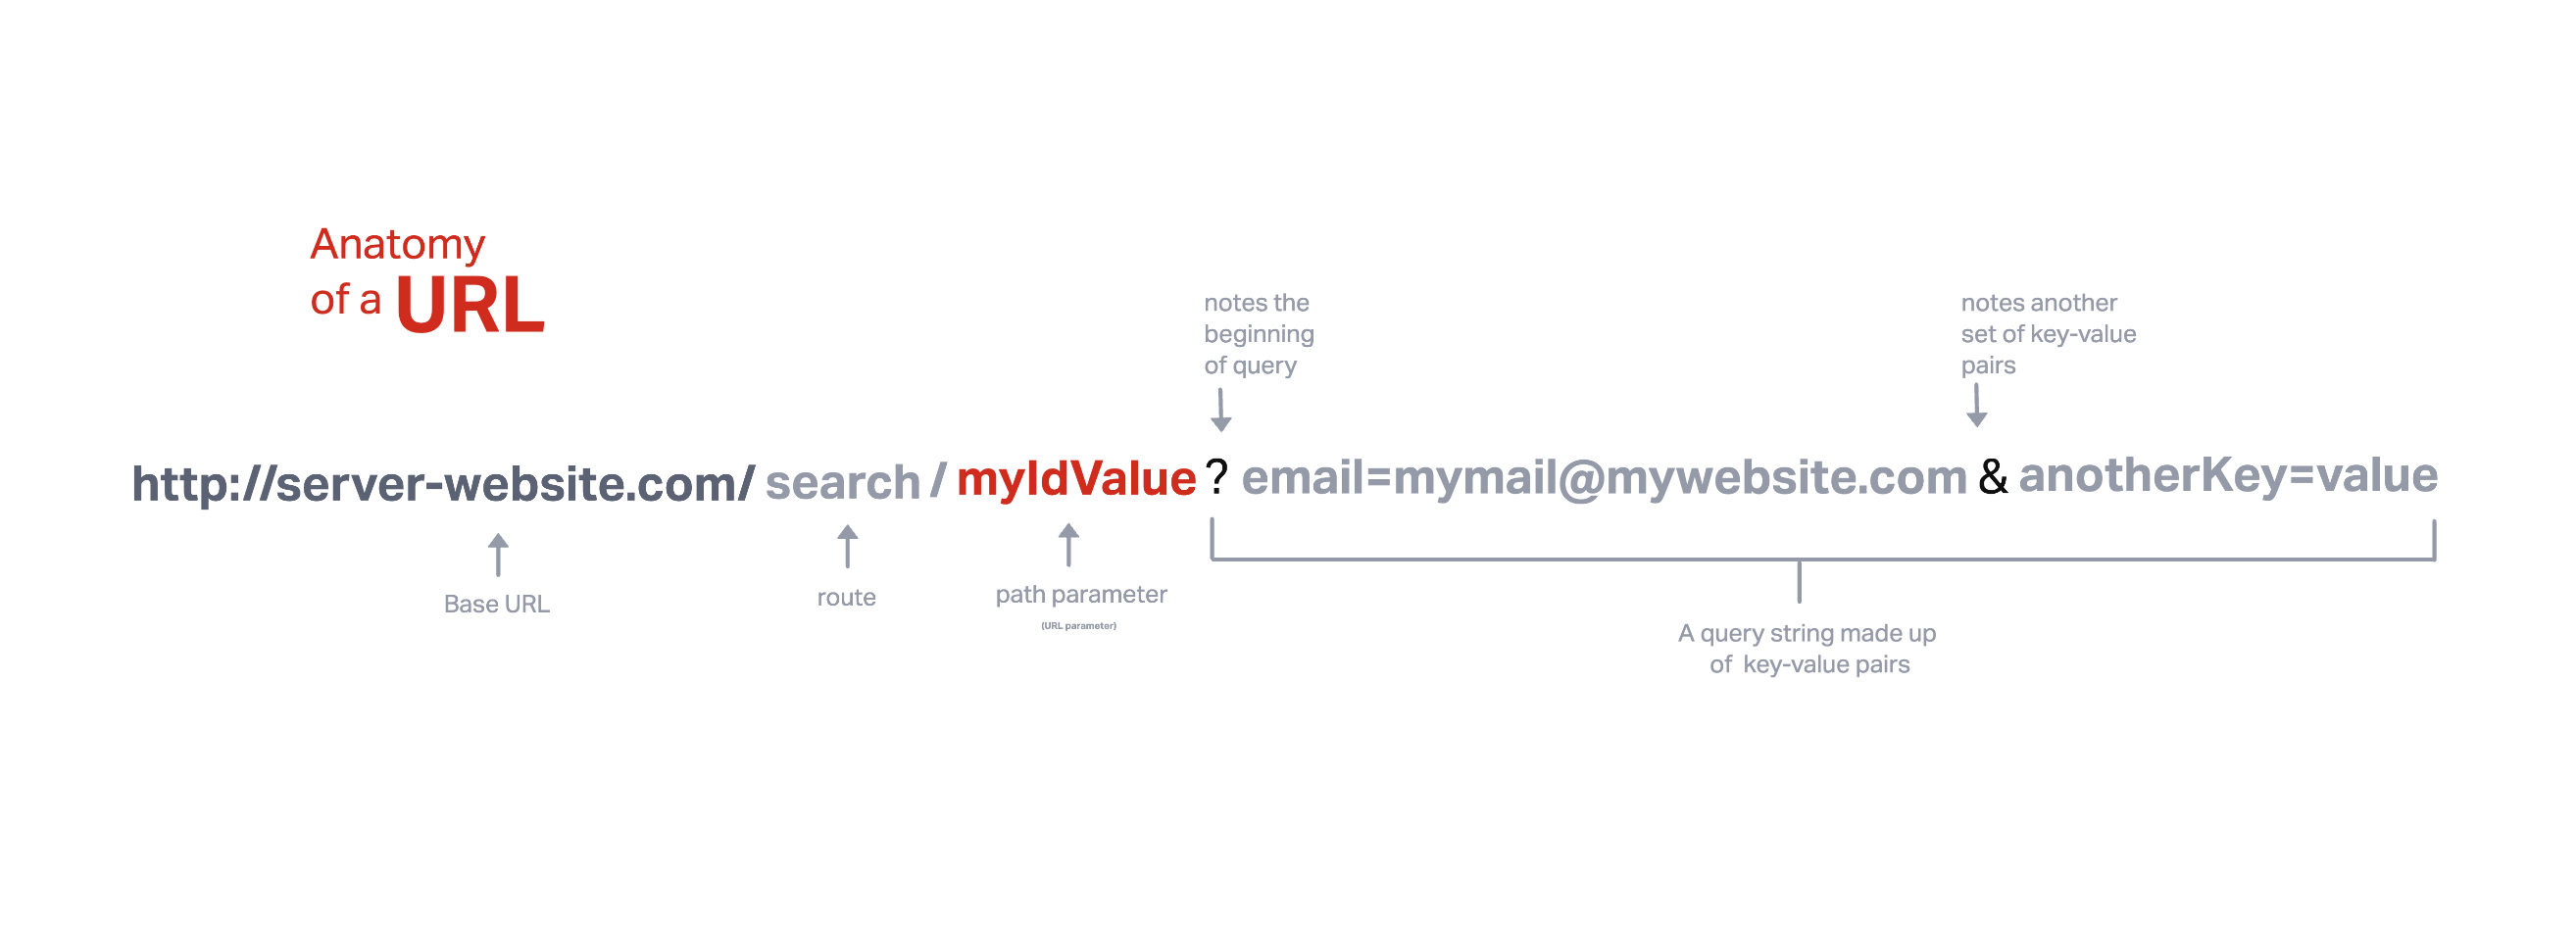 Anatomy
of a URL
notes the
beginning
of query
notes another
set of key-value
pairs
http://server-website.com/ search / myIdValue ? email=mymail@mywebsite.com & anotherKey=value
Base URL
route
path parameter
(URL parameter)
A query string made up
of key-value pairs